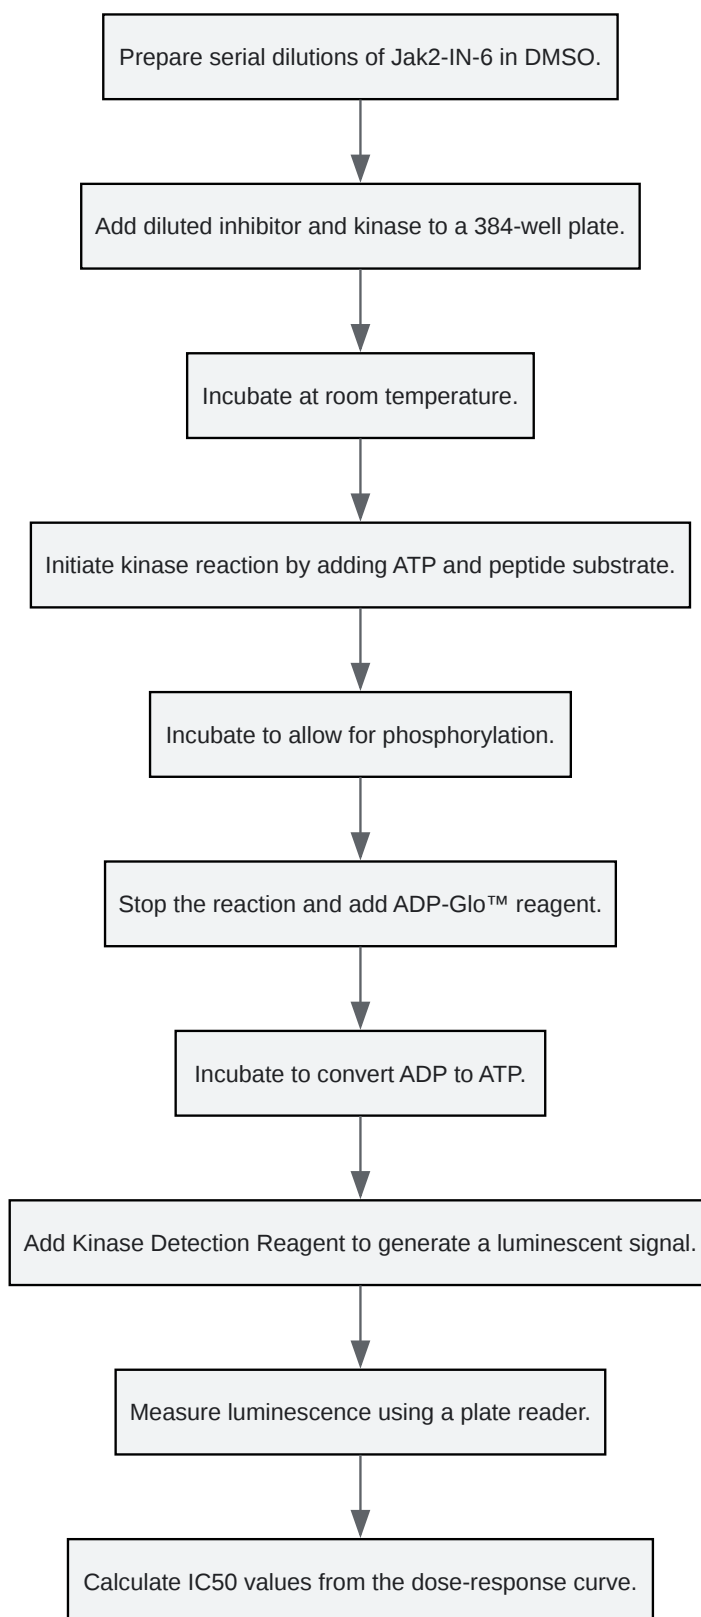 Prepare serial dilutions of Jak2-IN-6 in DMSO.
Add diluted inhibitor and kinase to a 384-well plate.
Incubate at room temperature.
Initiate kinase reaction by adding ATP and peptide substrate.
Incubate to allow for phosphorylation.
Stop the reaction and add ADP-Glo™ reagent.
Incubate to convert ADP to ATP.
Add Kinase Detection Reagent to generate a luminescent signal.
Measure luminescence using a plate reader.
Calculate IC50 values from the dose-response curve.